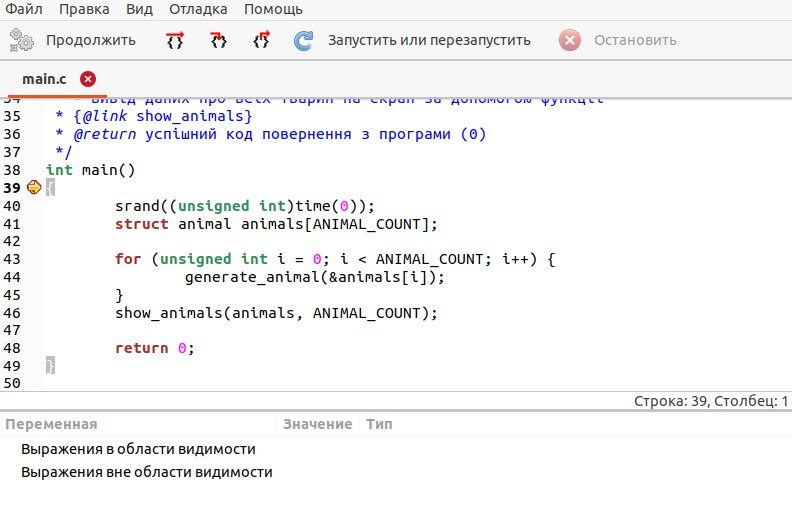 Файл Правка Вид Отладка Помощь
Продолжить Запустить или перезапустить Остановить
main.c
34 вивід даних про всіх тварин на екран за допомогою функції
35 * {@link show_animals}
36 * @return успішний код повернення з програми (0)
37 */
38 int main()
39 {
40 srand((unsigned int)time(0));
41 struct animal animals[ANIMAL_COUNT];
42
43 for (unsigned int i = 0; i < ANIMAL_COUNT; i++) {
44 generate_animal(&animals[i]);
45 }
46 show_animals(animals, ANIMAL_COUNT);
47
48 return 0;
49 }
50
Строка: 39, Столбец: 1
Переменная Значение Тип
Выражения в области видимости
Выражения вне области видимости